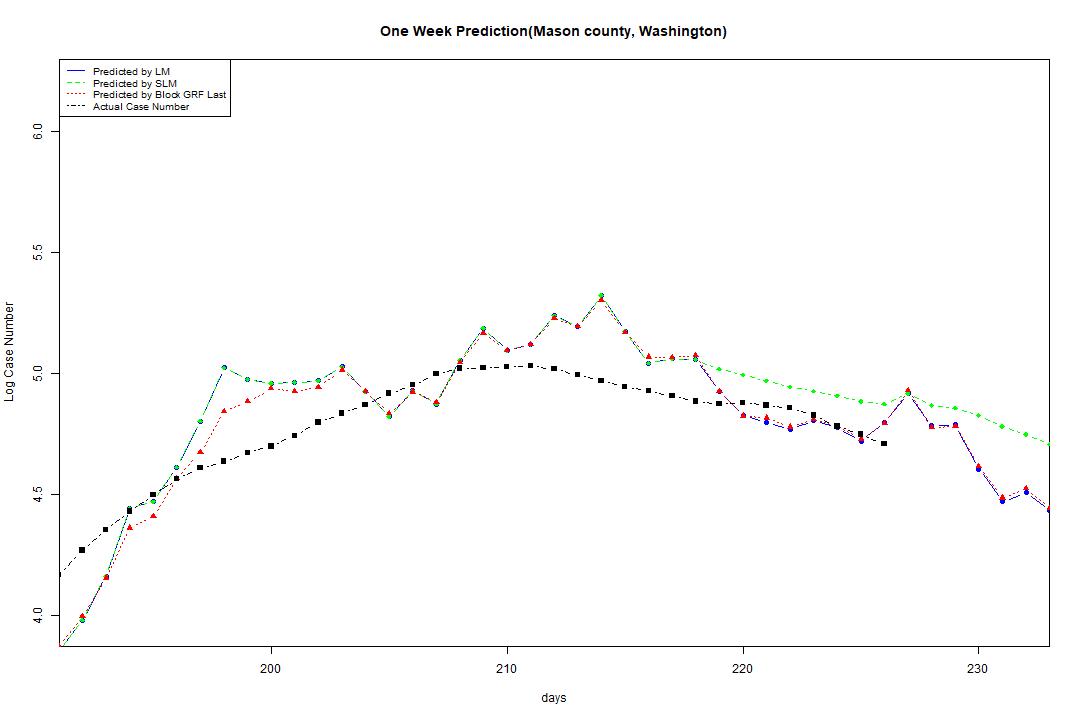 One Week Prediction(Mason county, Washington)
Predicted by LM
Predicted by SLM
Predicted by Block GRF Last
Actual Case Number
6.0
5.5
5.0
4.5
4.0
Log Case Number
200 210 220 230
days